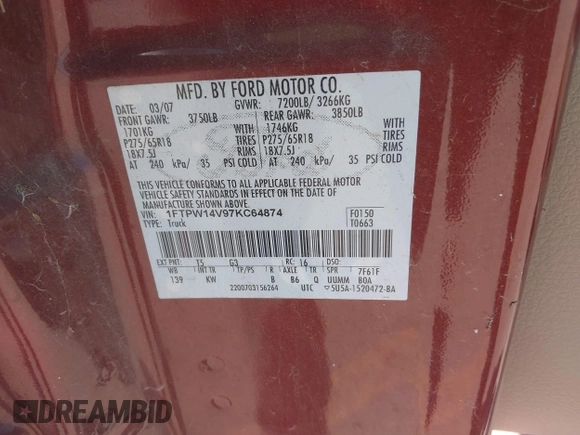 MFD. BY FORD MOTOR CO.
DATE: 03/07 GVWR: 7200LB/ 3266KG
FRONT GAWR: 3750LB REAR GAWR: 3850LB
1701KG WITH 1746KG WITH
P275/65R18 TIRES P275/65R18 TIRES
18X7.5J RIMS 18X7.5J RIMS
AT 240 kPa/ 35 PSI COLD AT 240 kPa/ 35 PSI COLD
THIS VEHICLE CONFORMS TO ALL APPLICABLE FEDERAL MOTOR
VEHICLE SAFETY STANDARDS IN EFFECT ON THE DATE OF
MANUFACTURE SHOWN ABOVE.
VIN: 1FTPW14V97KC64874 F0150
TYPE: Truck T0663
EXT PNT: T5 G3 RC: 16 DSO:
WB INT TR TP/PS R AXLE TR SPR 7F61F
139 KW B B6 Q UUMM BOA
2200703156264 UTC 5U5A-1520472-BA
DREAMBID